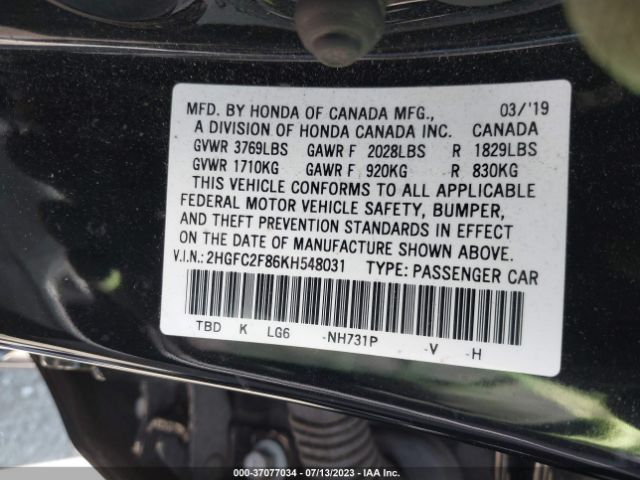 MFD. BY HONDA OF CANADA MFG., 03/'19
A DIVISION OF HONDA CANADA INC. CANADA
GVWR 3769LBS GAWR F 2028LBS R 1829LBS
GVWR 1710KG GAWR F 920KG R 830KG
THIS VEHICLE CONFORMS TO ALL APPLICABLE
FEDERAL MOTOR VEHICLE SAFETY, BUMPER,
AND THEFT PREVENTION STANDARDS IN EFFECT
ON THE DATE OF MANUFACTURE SHOWN ABOVE.
V.I.N.: 2HGFC2F86KH548031 TYPE: PASSENGER CAR
TBD K LG6 -NH731P -V -H
000-37077034 / 07/13/2023 / IAA Inc.